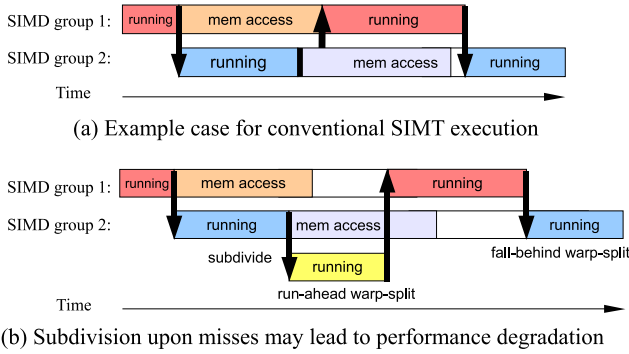 SIMD group 1: running mem access running
SIMD group 2: running mem access running
Time
(a) Example case for conventional SIMT execution
SIMD group 1: running mem access running
SIMD group 2: running mem access running
subdivide running fall-behind warp-split
run-ahead warp-split
Time
(b) Subdivision upon misses may lead to performance degradation